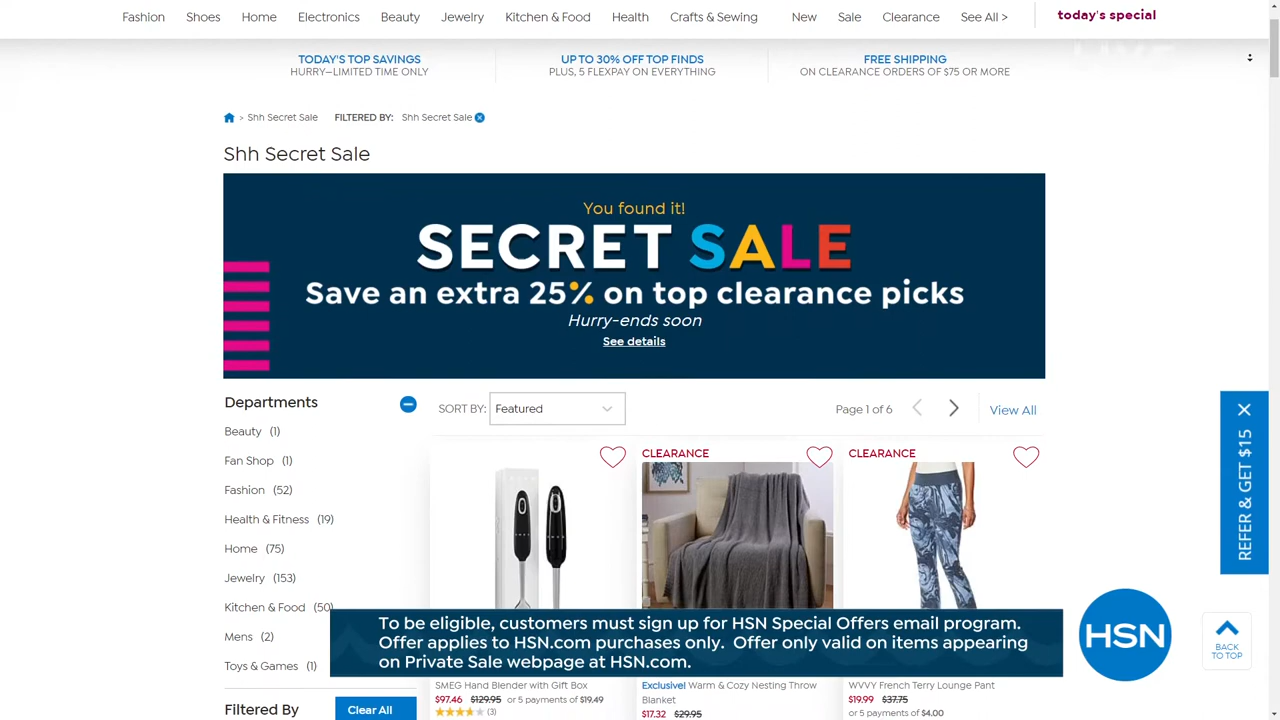 Fashion Shoes Home Electronics Beauty Jewelry Kitchen & Food Health Crafts & Sewing New Sale Clearance See All > today's special
TODAY'S TOP SAVINGS
HURRY—LIMITED TIME ONLY
UP TO 30% OFF TOP FINDS
PLUS, 5 FLEXPAY ON EVERYTHING
FREE SHIPPING
ON CLEARANCE ORDERS OF $75 OR MORE
> Shh Secret Sale FILTERED BY: Shh Secret Sale
Shh Secret Sale
You found it!
SECRET SALE
Save an extra 25% on top clearance picks
Hurry-ends soon
See details
Departments
Beauty (1)
Fan Shop (1)
Fashion (52)
Health & Fitness (19)
Home (75)
Jewelry (153)
Kitchen & Food (50)
Mens (2)
Toys & Games (1)
Filtered By Clear All
SORT BY: Featured
Page 1 of 6 View All
CLEARANCE
CLEARANCE
To be eligible, customers must sign up for HSN Special Offers email program.
Offer applies to HSN.com purchases only. Offer only valid on items appearing
on Private Sale webpage at HSN.com.
SMEG Hand Blender with Gift Box
$97.46 $129.95 or 5 payments of $19.49
(3)
Exclusive! Warm & Cozy Nesting Throw
Blanket
$17.32 $29.95
WVVY French Terry Lounge Pant
$19.99 $37.75
or 5 payments of $4.00
REFER & GET $15
HSN
BACK
TO TOP